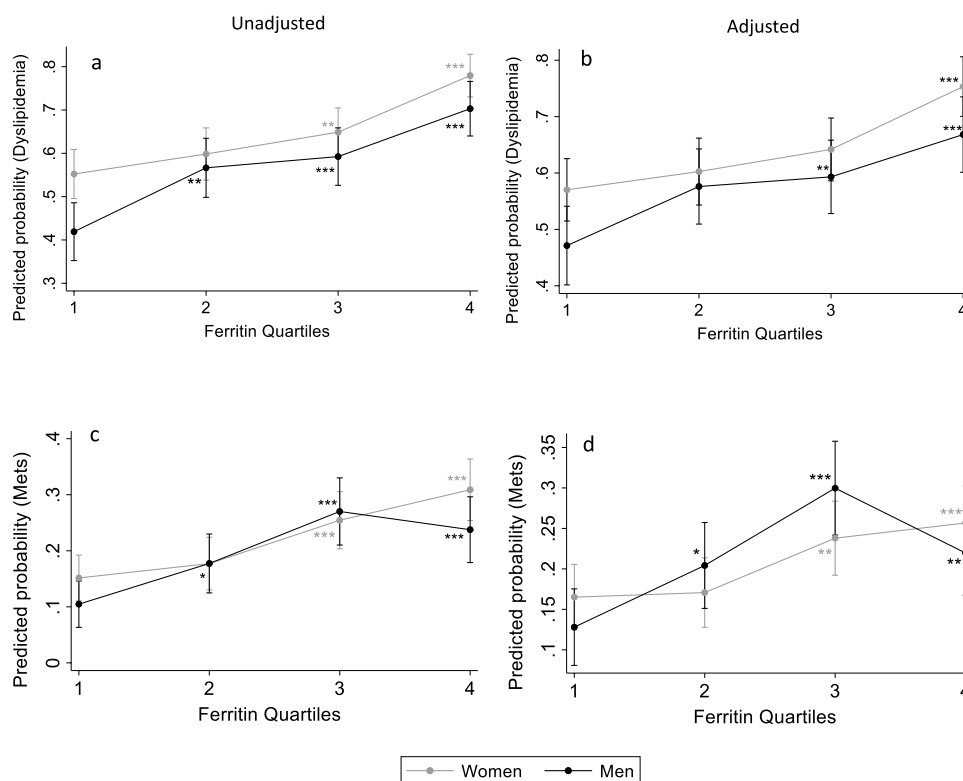 Unadjusted
Adjusted
a
Predicted probability (Dyslipidemia)
.8
.7
.6
.5
.4
.3
***
**
***
**
***
1 2 3 4
Ferritin Quartiles
b
Predicted probability (Dyslipidemia)
.8
.7
.6
.5
.4
***
***
**
1 2 3 4
Ferritin Quartiles
c
Predicted probability (Mets)
.4
.3
.2
.1
0
***
***
***
***
*
1 2 3 4
Ferritin Quartiles
d
Predicted probability (Mets)
.35
.3
.25
.2
.15
.1
***
*
**
1 2 3 4
Ferritin Quartiles
Women Men